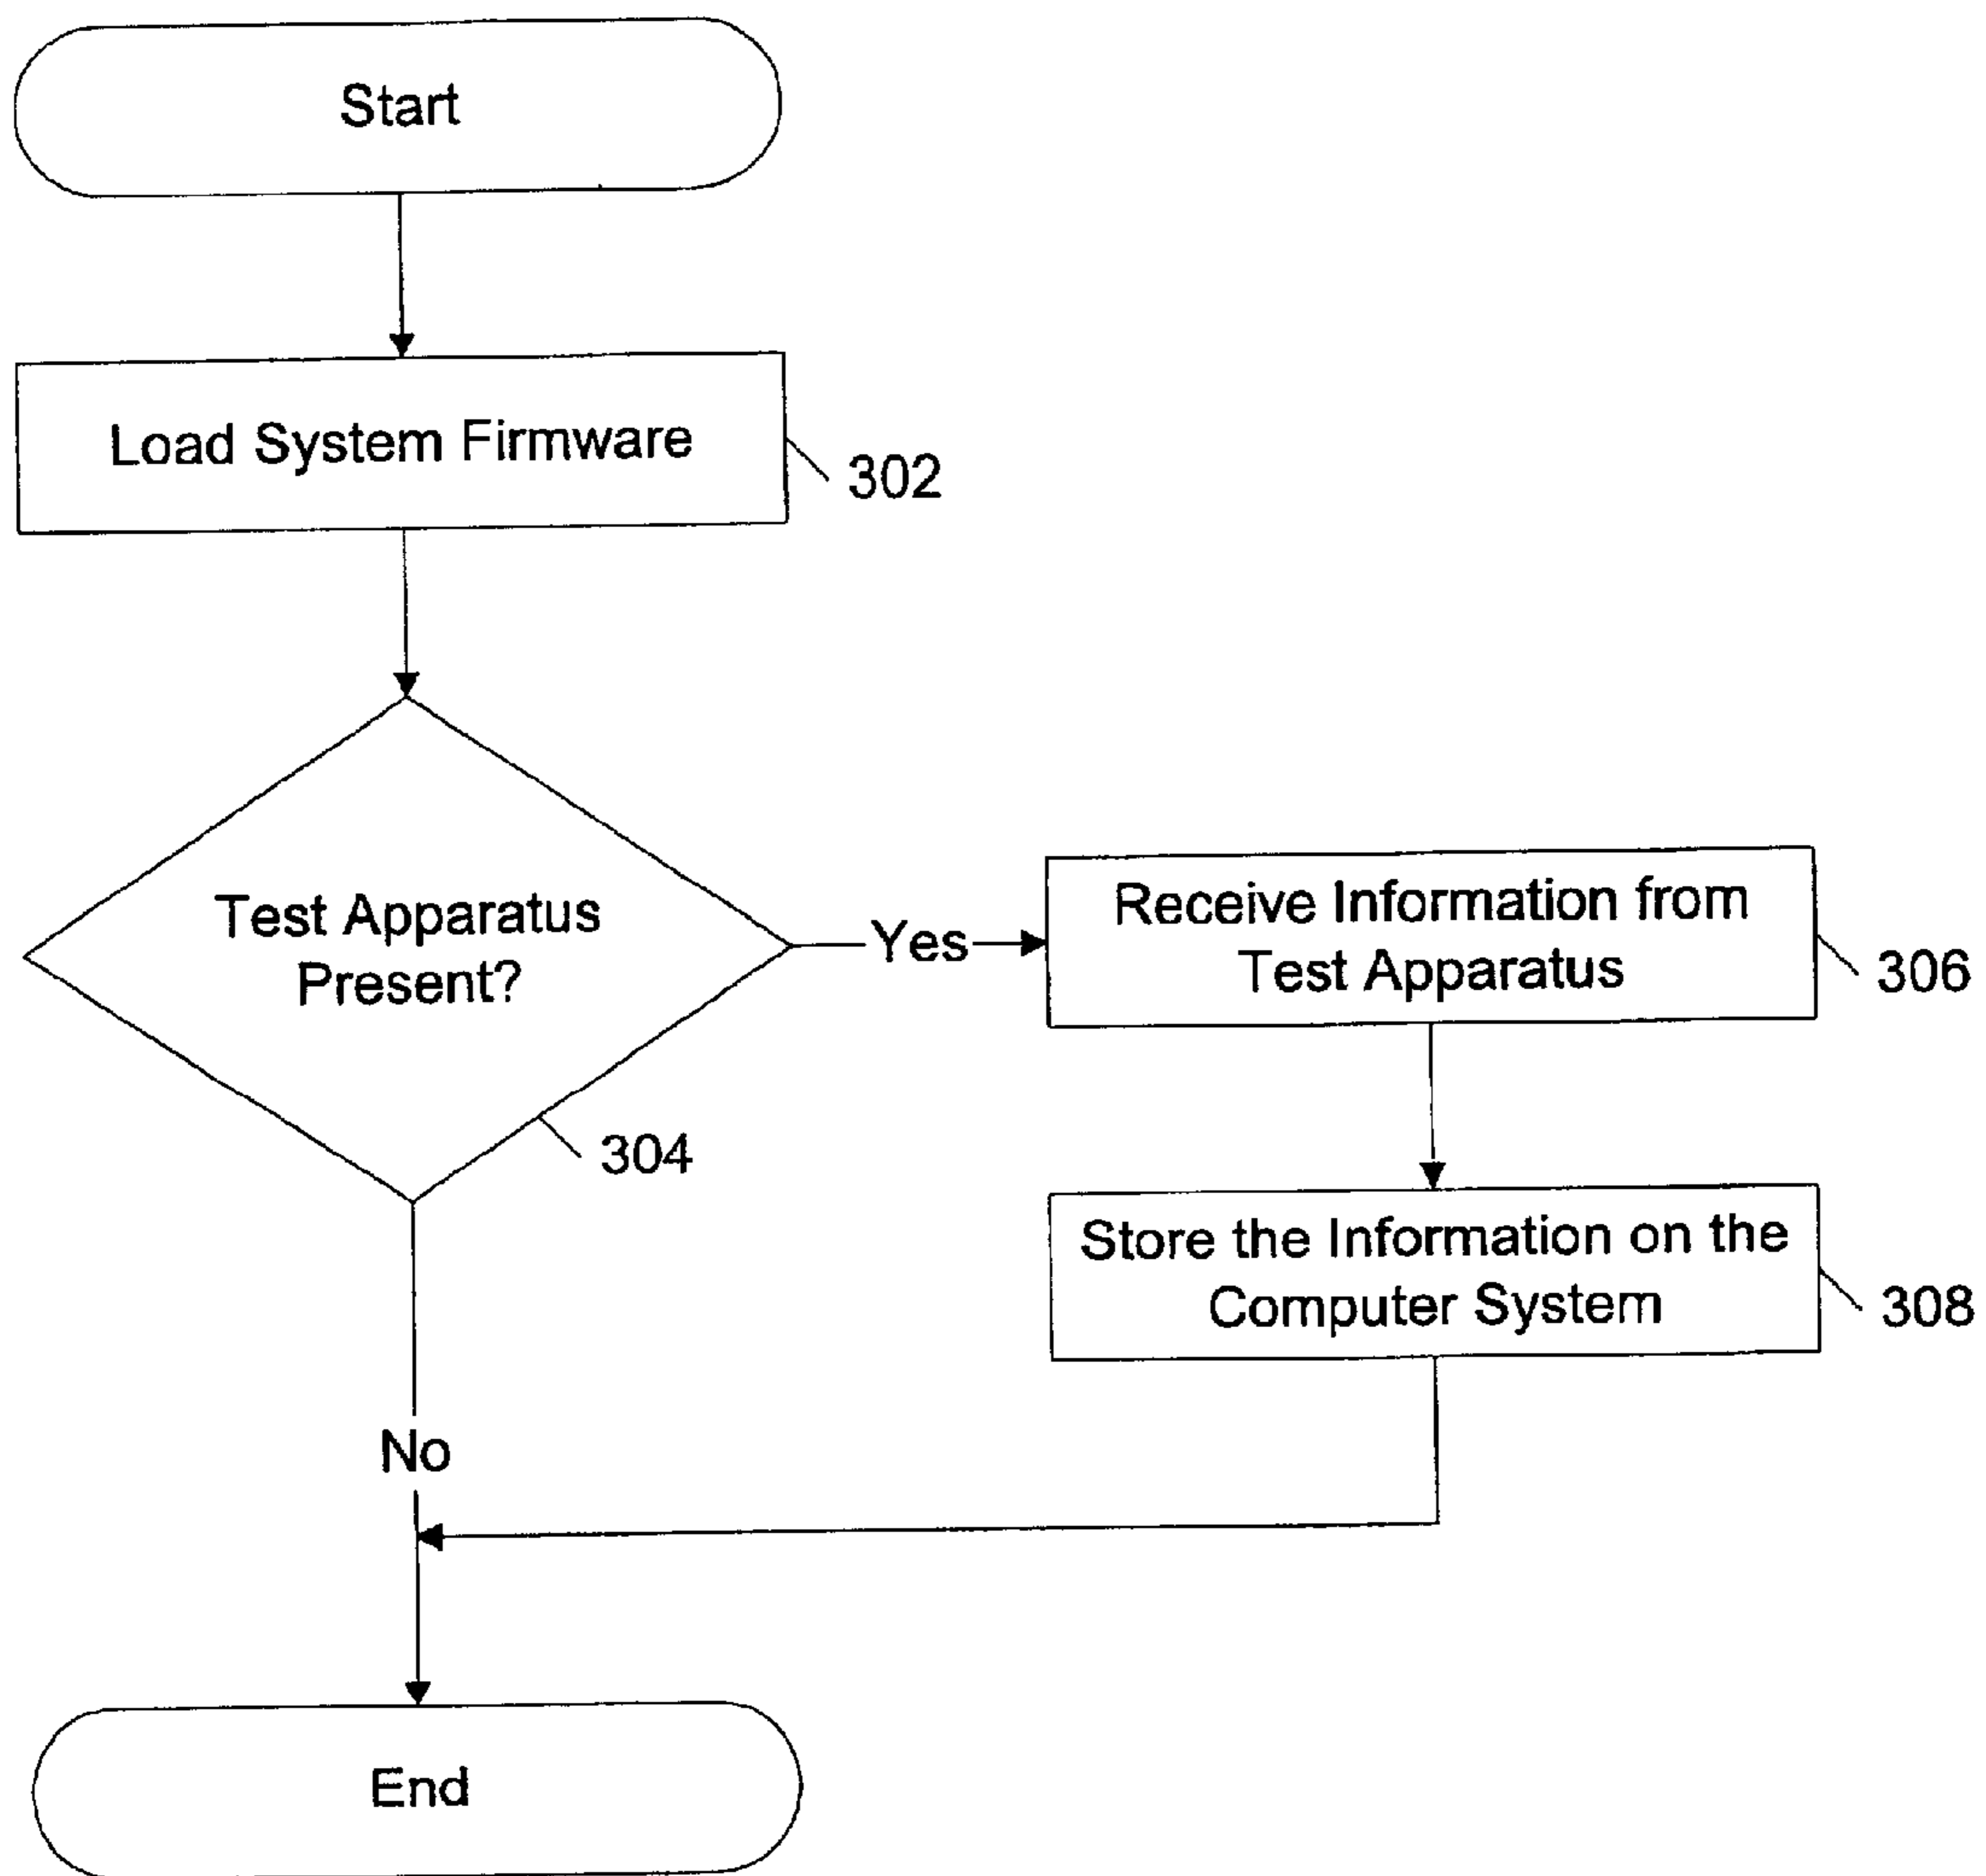 Start
Load System Firmware
302
Test Apparatus
Present?
304
Yes
Receive Information from
Test Apparatus
306
Store the Information on the
Computer System
308
No
End